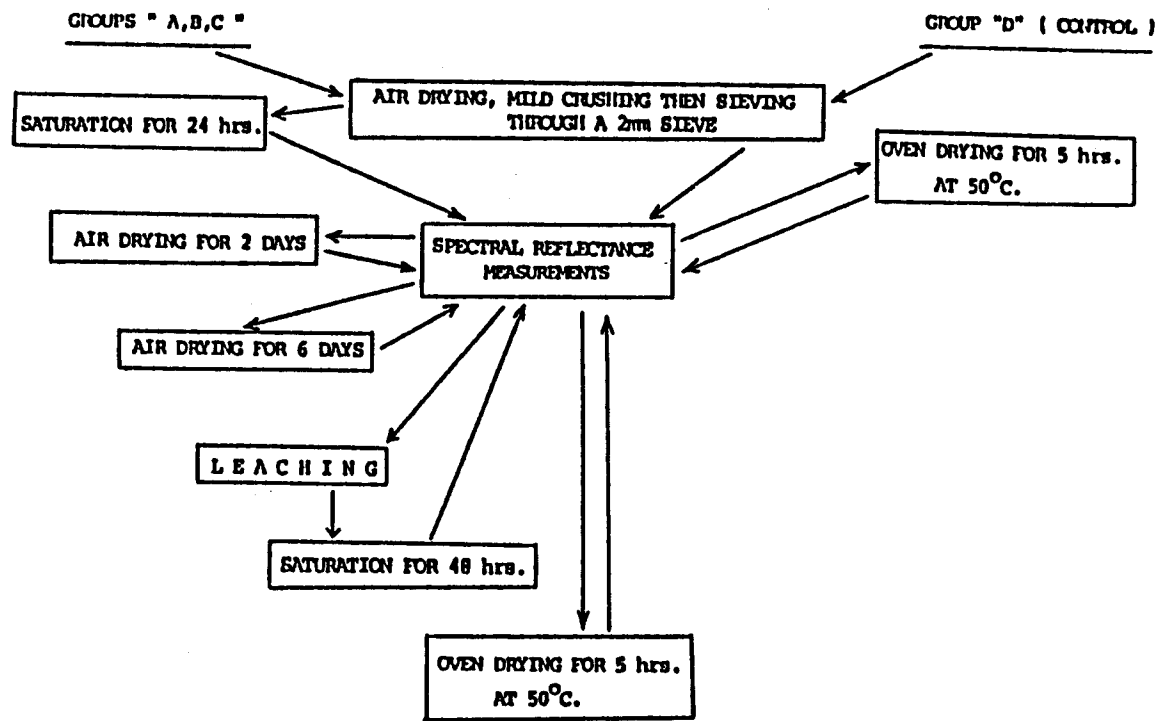 GROUPS " A,B,C "
GROUP "D" ( CONTROL )
AIR DRYING, MILD CRUSHING THEN SIEVING
THROUGH A 2mm SIEVE
SATURATION FOR 24 hrs.
OVEN DRYING FOR 5 hrs.
AT 50°C.
AIR DRYING FOR 2 DAYS
SPECTRAL REFLECTANCE
MEASUREMENTS
AIR DRYING FOR 6 DAYS
L E A C H I N G
SATURATION FOR 48 hrs.
OVEN DRYING FOR 5 hrs.
AT 50°C.